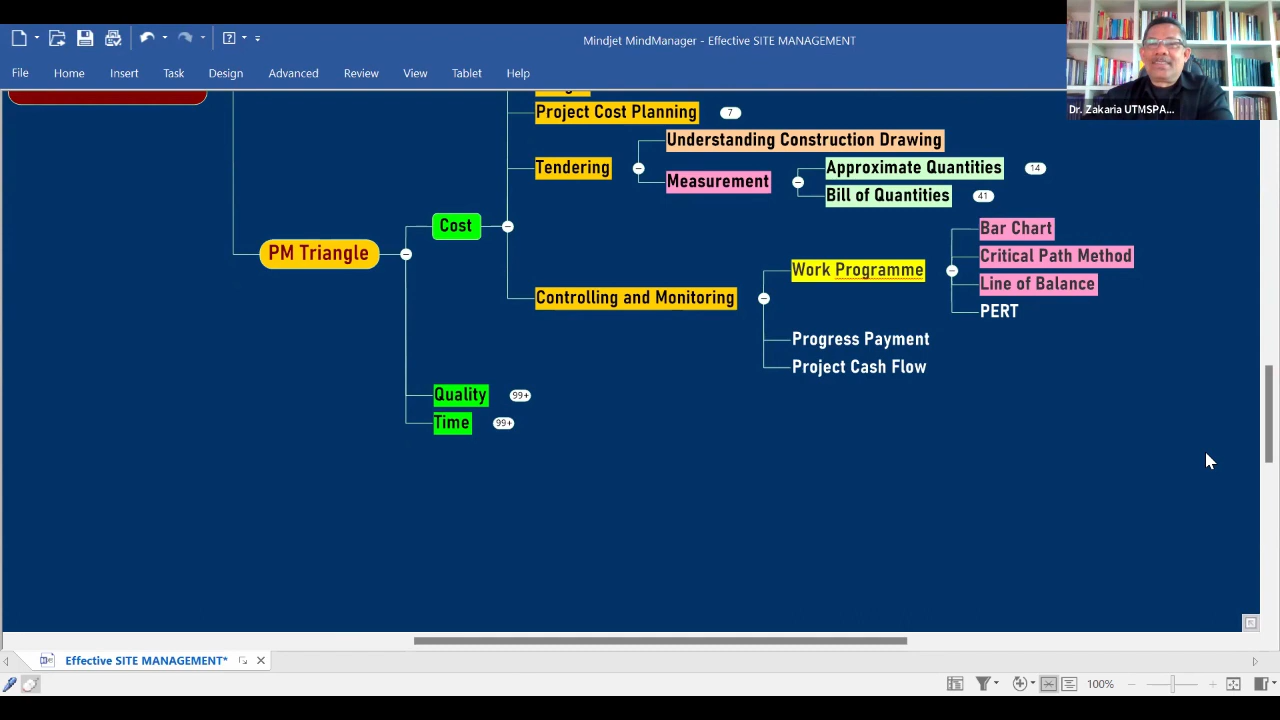 Mindjet MindManager - Effective SITE MANAGEMENT
File Home Insert Task Design Advanced Review View Tablet Help
Dr. Zakaria UTMSPA...
Project Cost Planning 7
Understanding Construction Drawing
Tendering
Approximate Quantities 14
Measurement
Bill of Quantities 41
Cost
Bar Chart
PM Triangle
Critical Path Method
Work Programme
Line of Balance
Controlling and Monitoring
PERT
Progress Payment
Project Cash Flow
Quality 99+
Time 99+
Effective SITE MANAGEMENT*
100%